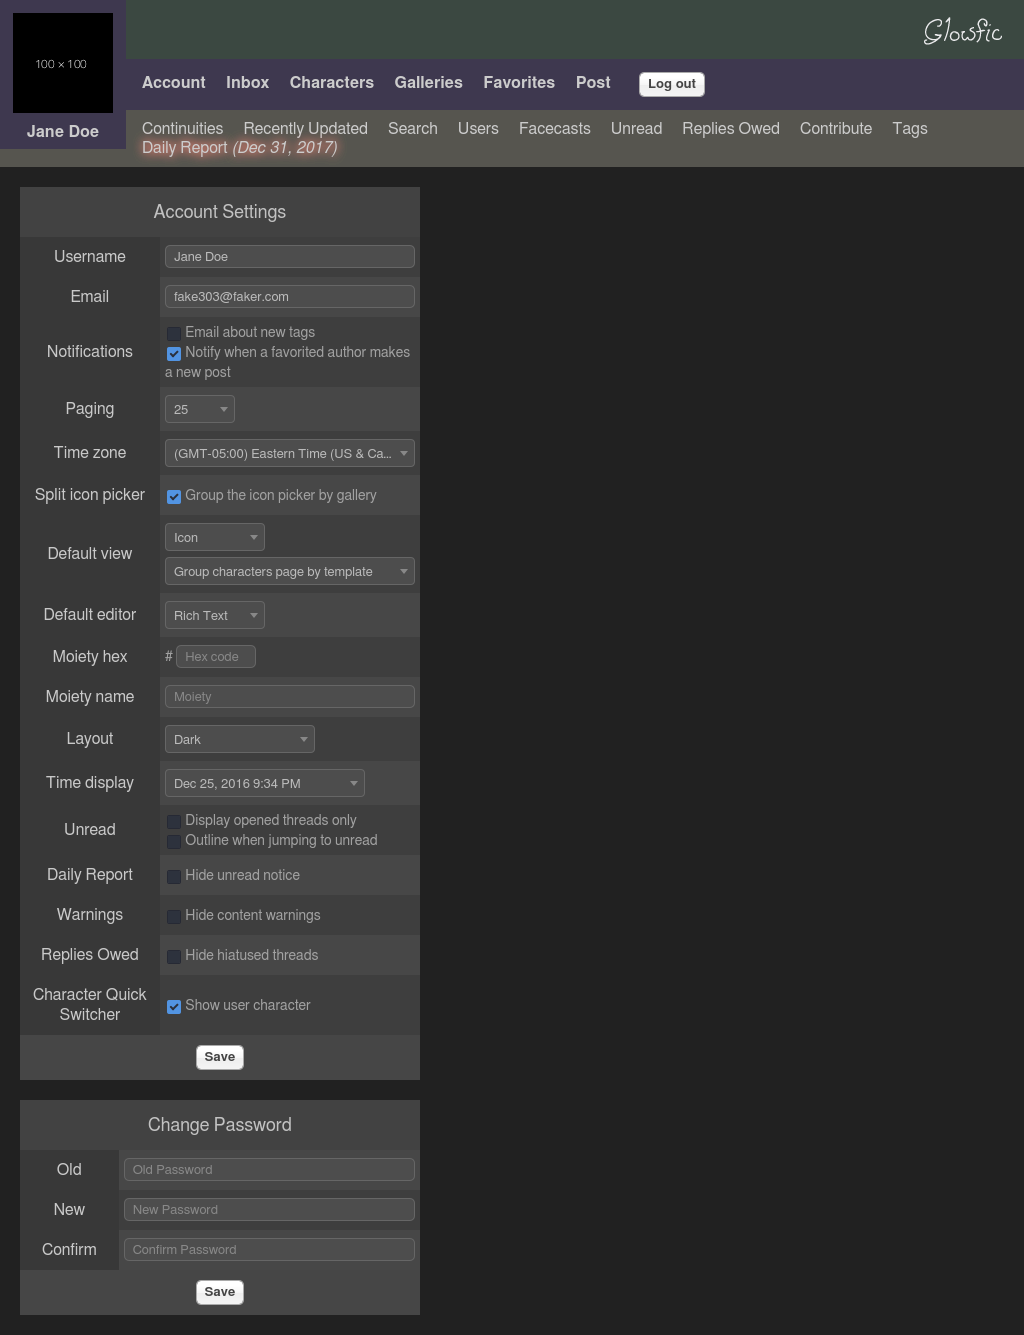 Glowfic
100 × 100
Jane Doe
Account Inbox Characters Galleries Favorites Post Log out
Continuities Recently Updated Search Users Facecasts Unread Replies Owed Contribute Tags
Daily Report (Dec 31, 2017)
Account Settings
Username Jane Doe
Email fake303@faker.com
Notifications
Email about new tags
Notify when a favorited author makes
a new post
Paging 25
Time zone (GMT-05:00) Eastern Time (US & Ca...
Split icon picker Group the icon picker by gallery
Default view
Icon
Group characters page by template
Default editor Rich Text
Moiety hex # Hex code
Moiety name Moiety
Layout Dark
Time display Dec 25, 2016 9:34 PM
Unread
Display opened threads only
Outline when jumping to unread
Daily Report Hide unread notice
Warnings Hide content warnings
Replies Owed Hide hiatused threads
Character Quick
Switcher
Show user character
Save
Change Password
Old Old Password
New New Password
Confirm Confirm Password
Save